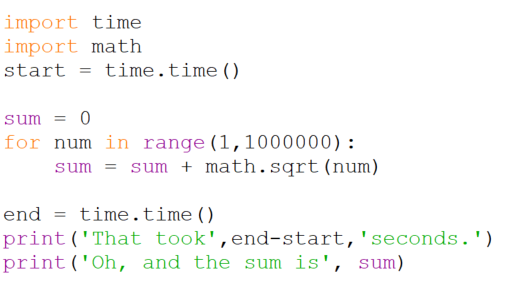 import time
import math
start = time.time()

sum = 0
for num in range(1,1000000):
    sum = sum + math.sqrt(num)

end = time.time()
print('That took',end-start,'seconds.')
print('Oh, and the sum is', sum)